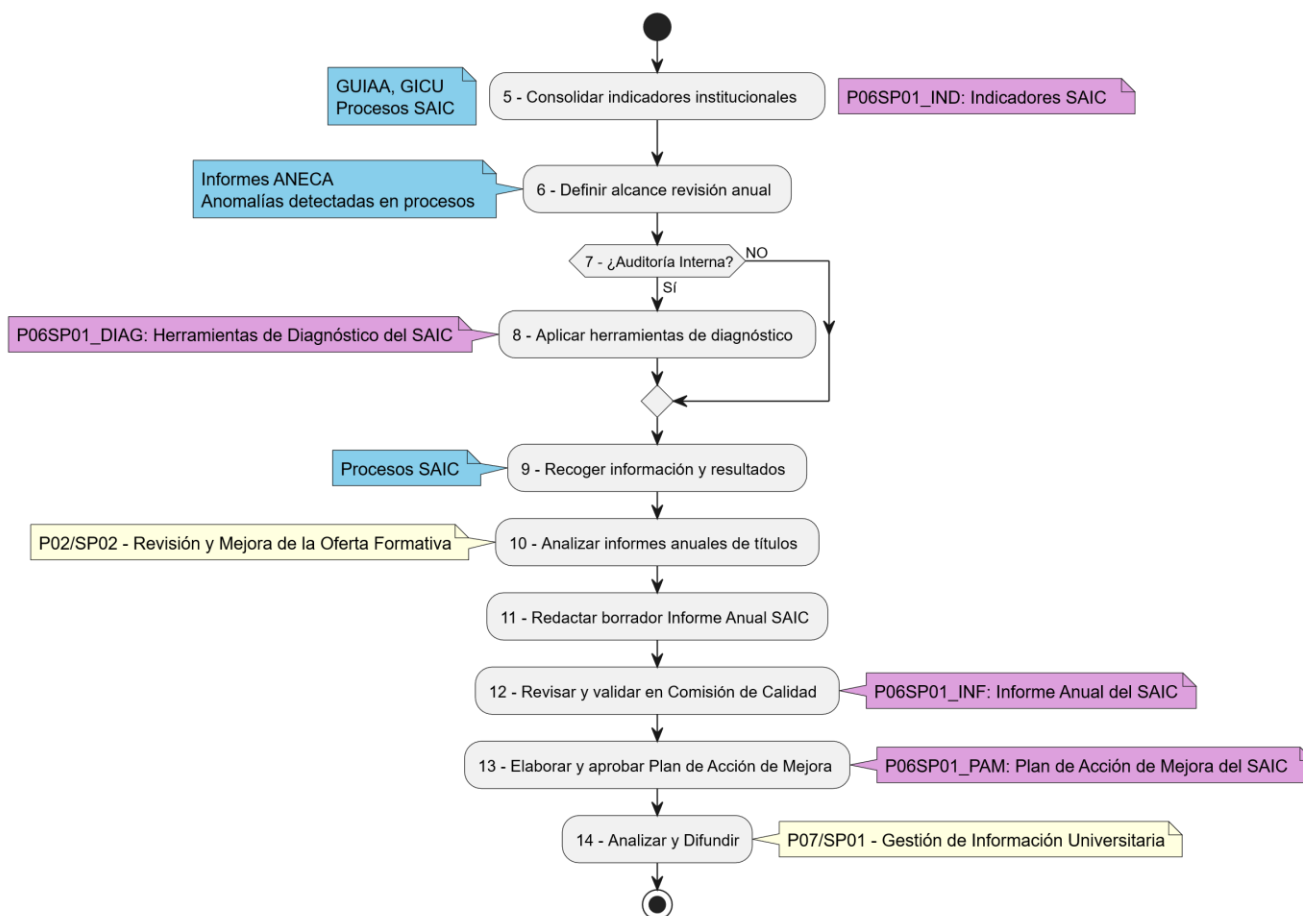 GUIAA, GICU
Procesos SAIC
5 - Consolidar indicadores institucionales
P06SP01_IND: Indicadores SAIC
Informes ANECA
Anomalías detectadas en procesos
6 - Definir alcance revisión anual
7 - ¿Auditoría Interna?
NO
Sí
P06SP01_DIAG: Herramientas de Diagnóstico del SAIC
8 - Aplicar herramientas de diagnóstico
Procesos SAIC
9 - Recoger información y resultados
P02/SP02 - Revisión y Mejora de la Oferta Formativa
10 - Analizar informes anuales de títulos
11 - Redactar borrador Informe Anual SAIC
12 - Revisar y validar en Comisión de Calidad
P06SP01_INF: Informe Anual del SAIC
13 - Elaborar y aprobar Plan de Acción de Mejora
P06SP01_PAM: Plan de Acción de Mejora del SAIC
14 - Analizar y Difundir
P07/SP01 - Gestión de Información Universitaria